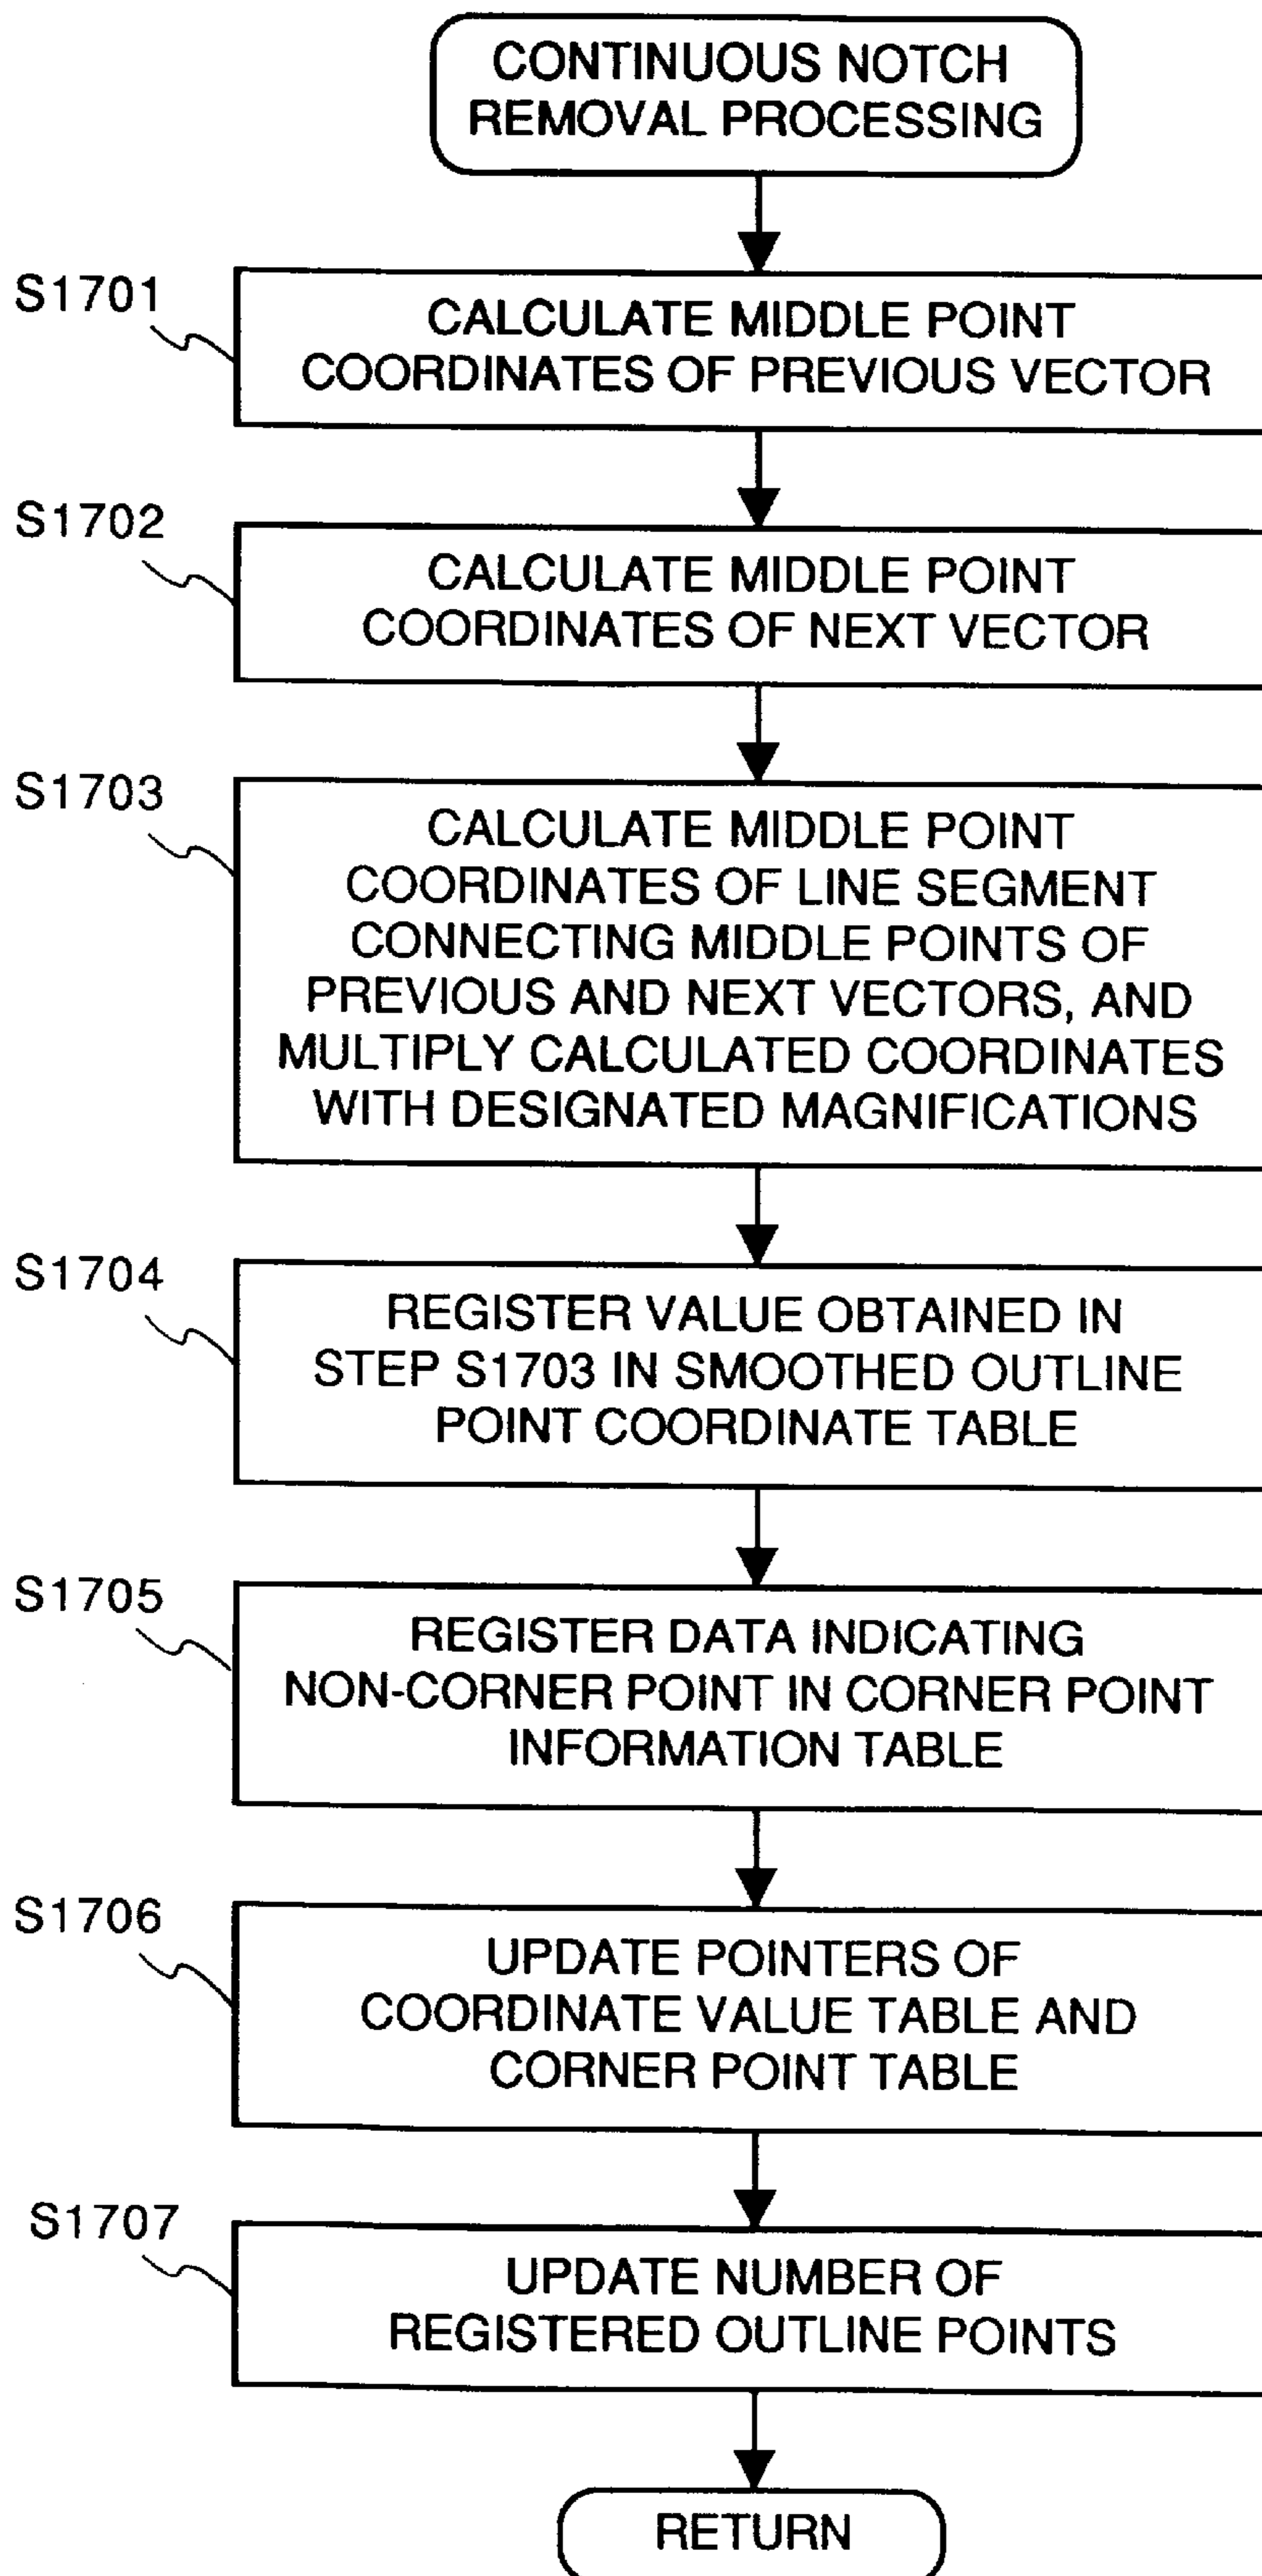 CONTINUOUS NOTCH
REMOVAL PROCESSING
S1701
CALCULATE MIDDLE POINT
COORDINATES OF PREVIOUS VECTOR
S1702
CALCULATE MIDDLE POINT
COORDINATES OF NEXT VECTOR
S1703
CALCULATE MIDDLE POINT
COORDINATES OF LINE SEGMENT
CONNECTING MIDDLE POINTS OF
PREVIOUS AND NEXT VECTORS, AND
MULTIPLY CALCULATED COORDINATES
WITH DESIGNATED MAGNIFICATIONS
S1704
REGISTER VALUE OBTAINED IN
STEP S1703 IN SMOOTHED OUTLINE
POINT COORDINATE TABLE
S1705
REGISTER DATA INDICATING
NON-CORNER POINT IN CORNER POINT
INFORMATION TABLE
S1706
UPDATE POINTERS OF
COORDINATE VALUE TABLE AND
CORNER POINT TABLE
S1707
UPDATE NUMBER OF
REGISTERED OUTLINE POINTS
RETURN